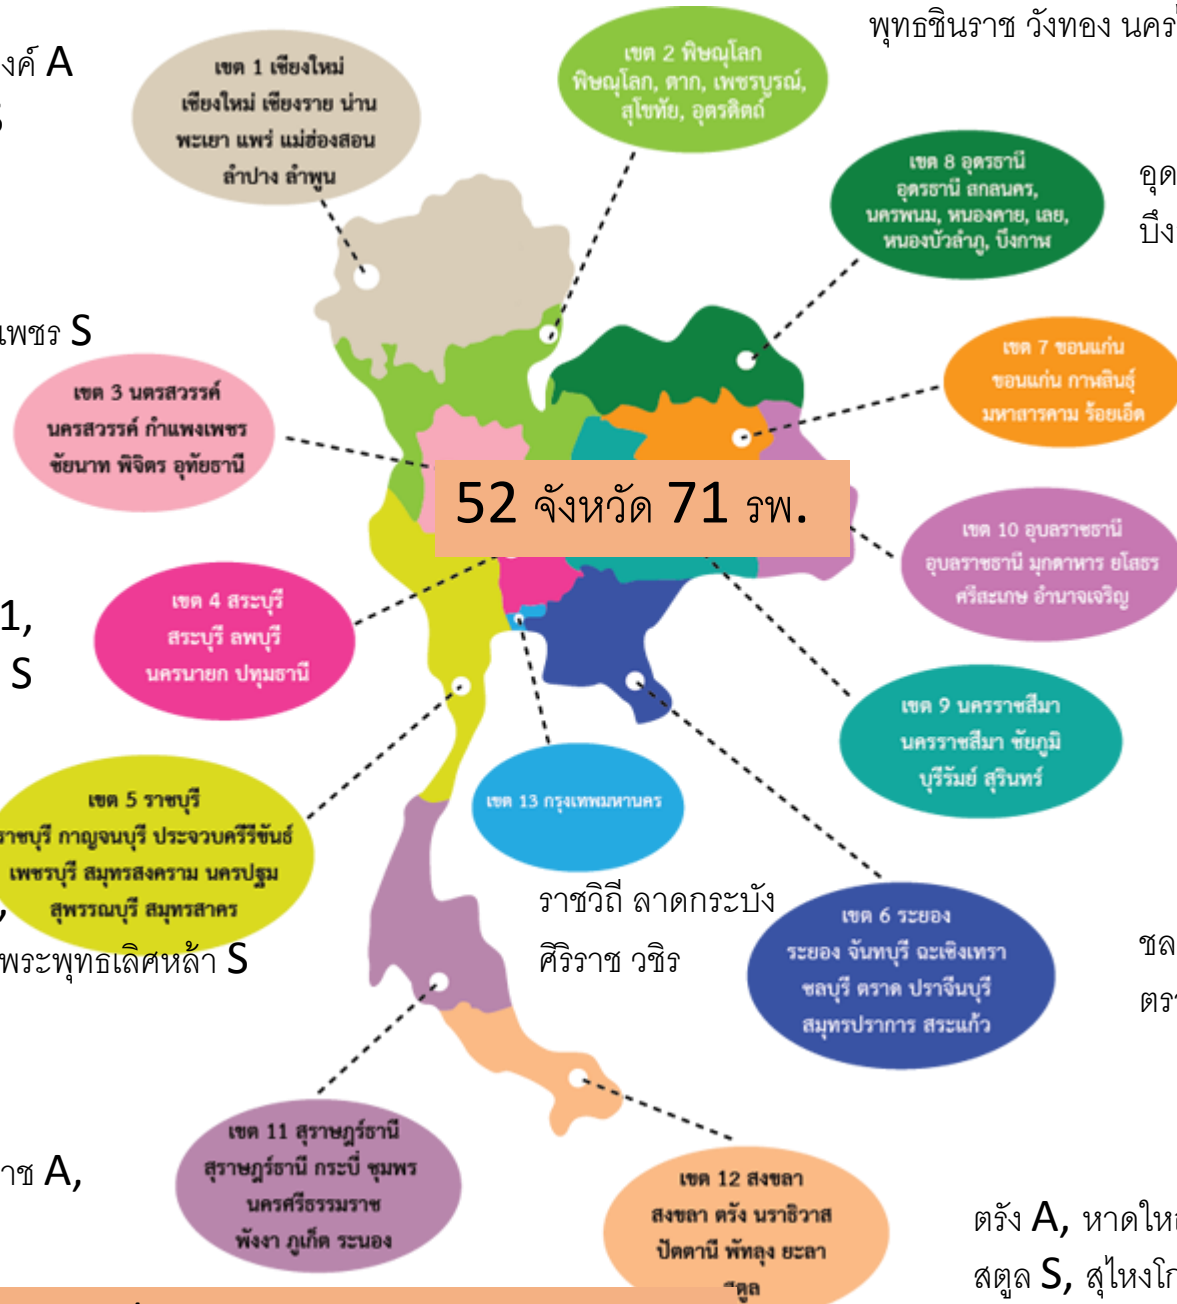 พุทธชินราช วังทอง
งค์ A
เขต 1 เชียงใหม่
เชียงใหม่ เชียงราย น่าน
พะเยา แพร่ แม่ฮ่องสอน
ลำปาง ลำพูน
เขต 2 พิษณุโลก
พิษณุโลก, ตาก, เพชรบูรณ์,
สุโขทัย, อุตรดิตถ์
เขต 8 อุดรธานี
อุดรธานี สกลนคร,
นครพนม, หนองคาย, เลย,
หนองบัวลำภู, บึงกาฬ
อุด
บึง
เพชร S
เขต 7 ขอนแก่น
ขอนแก่น กาฬสินธุ์
มหาสารคาม ร้อยเอ็ด
เขต 3 นตรสวรรค์
นครสวรรค์ กำแพงเพชร
ชัยนาท พิจิตร อุทัยธานี
52 จังหวัด 71 รพ.
เขต 10 อุบลราชธานี
อุบลราชธานี มุกดาหาร ยโสธร
ศรีสะเกษ อำนาจเจริญ
1,
S
เขต 4 สระบุรี
สระบุรี ลพบุรี
นครนายก ปทุมธานี
เขต 9 นครราชสีมา
นครราชสีมา ชัยภูมิ
บุรีรัมย์ สุรินทร์
เขต 5 ราชบุรี
ราชบุรี กาญจนบุรี ประจวบครีรีขันธ์
เพชรบุรี สมุทรสงคราม นครปฐม
สุพรรณบุรี สมุทรสาคร
พระพุทธเลิศหล้า S
เขต 13 กรุงเทพมหานคร
ราชวิถี ลาดกระบัง
ศิริราช วชิร
เขต 6 ระยอง
ระยอง จันทบุรี ฉะเชิงเทรา
ชลบุรี ตราด ปราจีนบุรี
สมุทรปราการ สระแก้ว
ชล
ตรา
าช A,
เขต 11 สุราษฎร์ธานี
สุราษฎร์ธานี กระบี่ ชุมพร
นครศรีธรรมราช
พังงา ภูเก็ต ระนอง
เขต 12 สงขลา
สงขลา ตรัง นราธิวาส
ปัตตานี พัทลุง ยะลา
ตรัง A,
สตูล S,